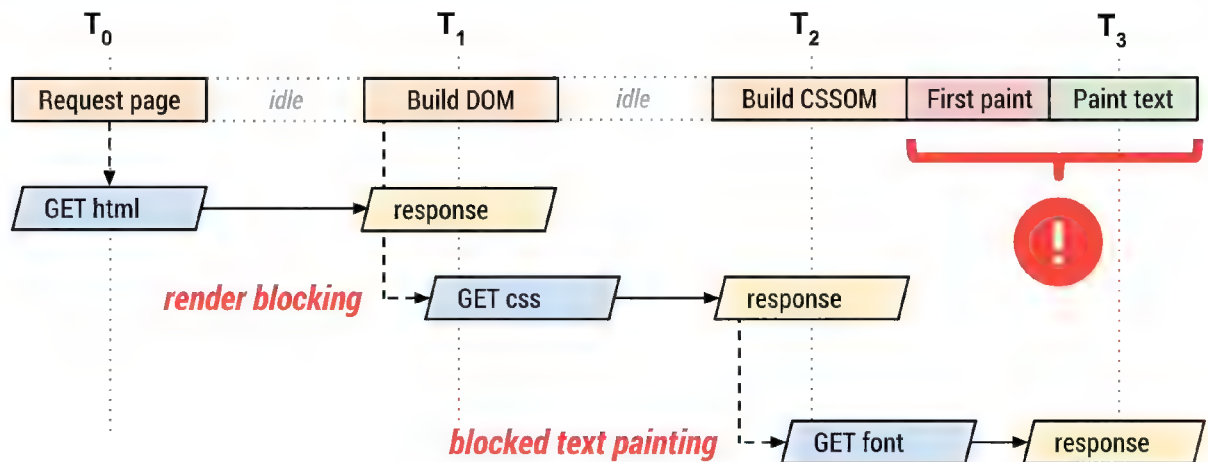 T0 T1 T2 T3
Request page idle Build DOM idle Build CSSOM First paint Paint text
GET html response
!
render blocking GET css response
blocked text painting GET font response